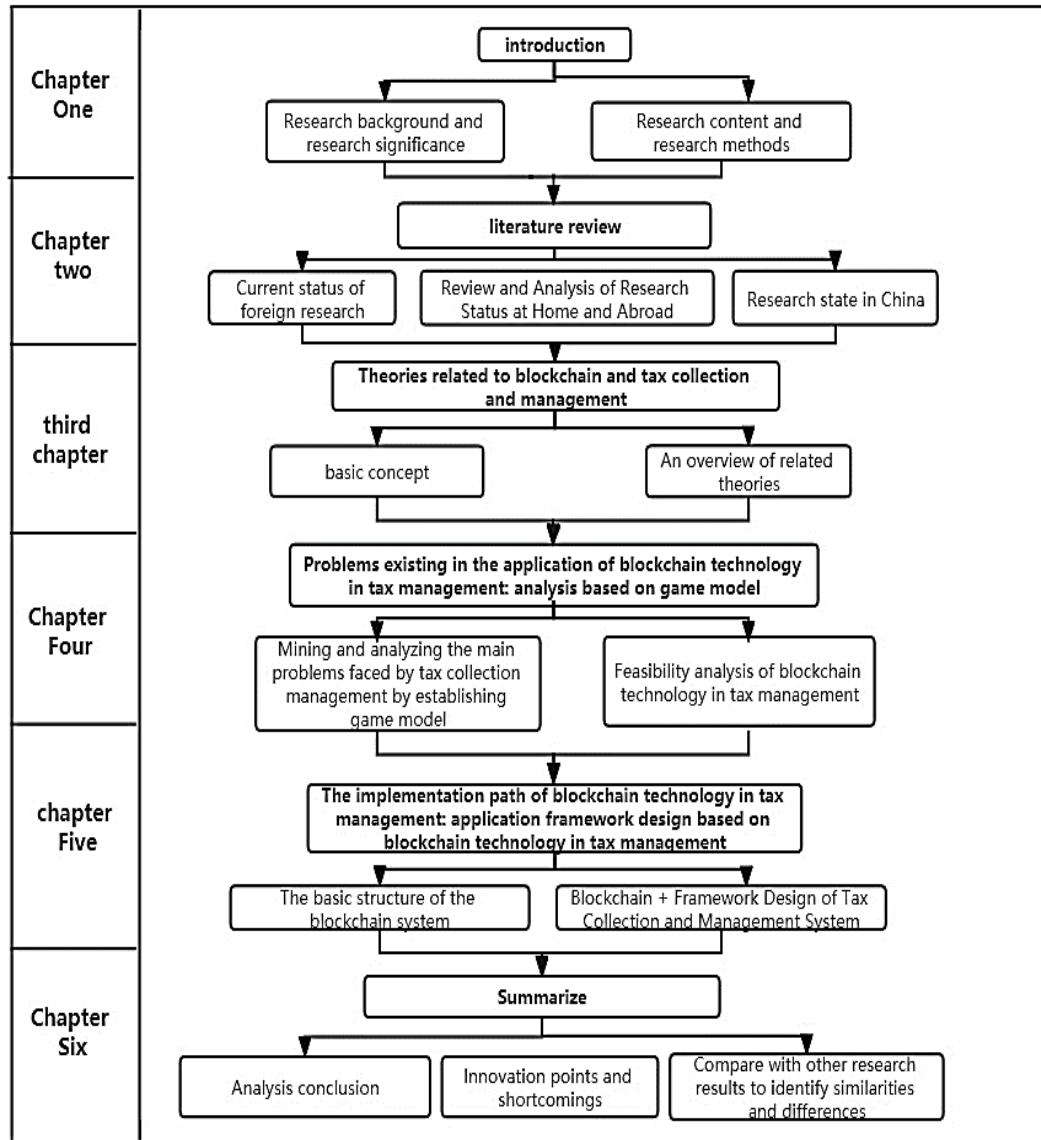 Chapter
One
introduction
Research background and
research significance
Research content and
research methods
Chapter
two
literature review
Current status of
foreign research
Review and Analysis of Research
Status at Home and Abroad
Research state in China
third
chapter
Theories related to blockchain and tax collection
and management
basic concept
An overview of related
theories
Chapter
Four
Problems existing in the application of blockchain technology
in tax management: analysis based on game model
Mining and analyzing the main
problems faced by tax collection
management by establishing
game model
Feasibility analysis of blockchain
technology in tax management
chapter
Five
The implementation path of blockchain technology in tax
management: application framework design based on
blockchain technology in tax management
The basic structure of the
blockchain system
Blockchain + Framework Design of Tax
Collection and Management System
Chapter
Six
Summarize
Analysis conclusion
Innovation points and
shortcomings
Compare with other research
results to identify similarities
and differences